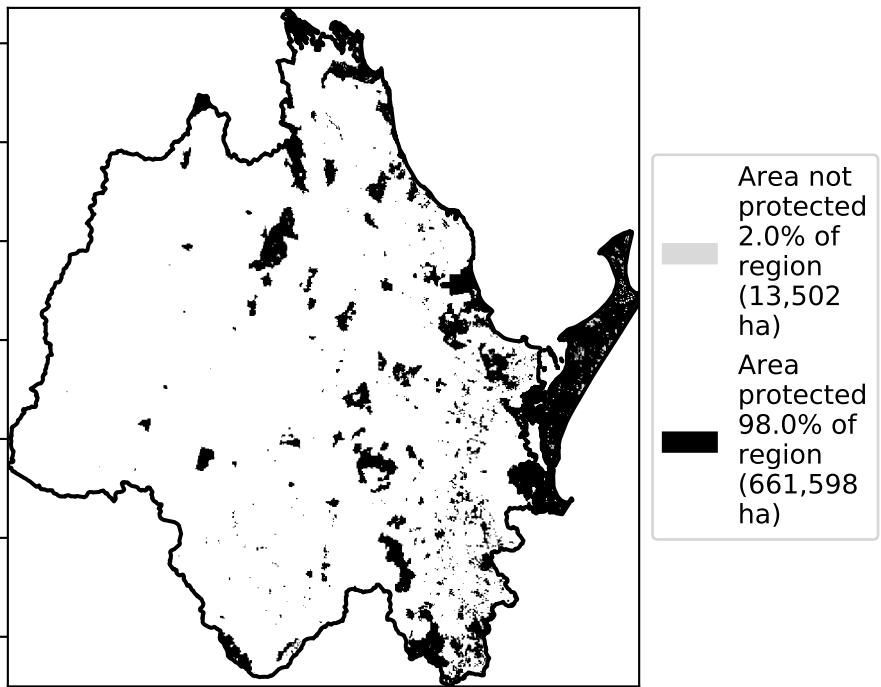 Area not
protected
2.0% of
region
(13,502
ha)
Area
protected
98.0% of
region
(661,598
ha)